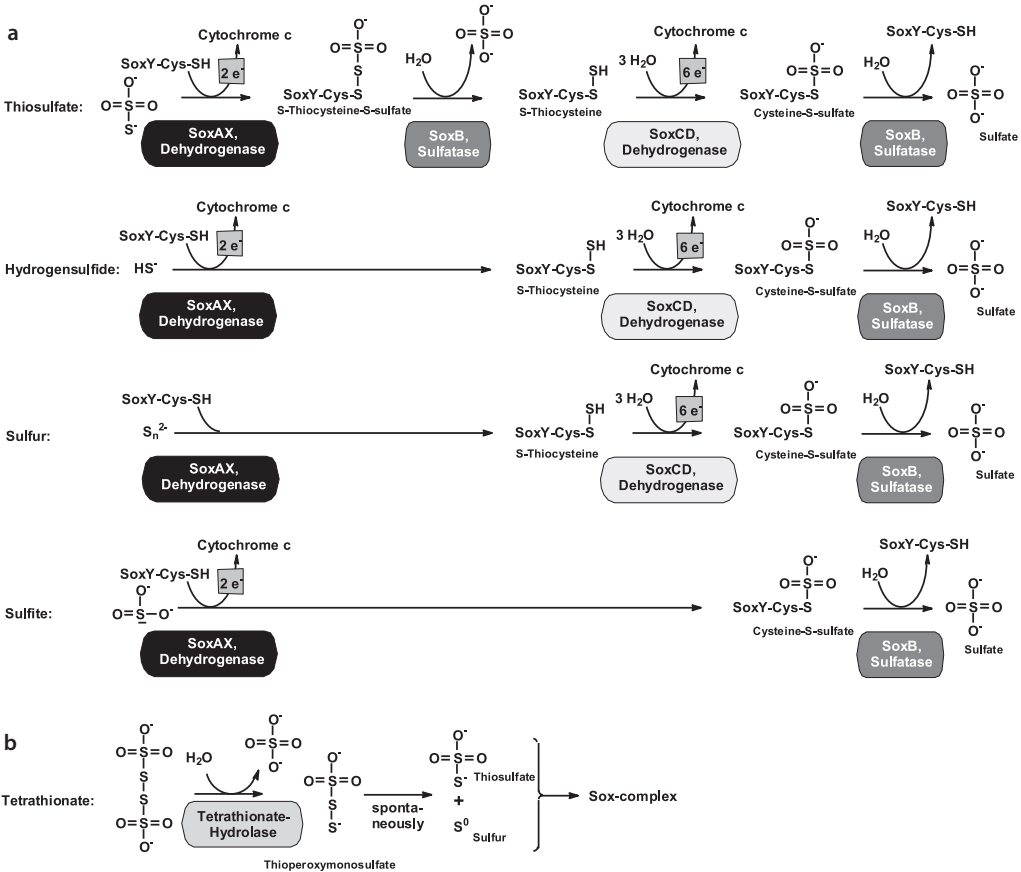 a
Thiosulfate:
O⁻
O=S=O
S⁻
SoxY-Cys-SH
Cytochrome c
2 e⁻
SoxAX,
Dehydrogenase
O⁻
O=S=O
S
SoxY-Cys-S
S-Thiocysteine-S-sulfate
H₂O
O⁻
O=S=O
O⁻
SoxB,
Sulfatase
SH
SoxY-Cys-S
S-Thiocysteine
3 H₂O
Cytochrome c
6 e⁻
SoxCD,
Dehydrogenase
O⁻
O=S=O
SoxY-Cys-S
Cysteine-S-sulfate
H₂O
SoxY-Cys-SH
SoxB,
Sulfatase
O⁻
O=S=O
O⁻
Sulfate
Hydrogensulfide:
HS⁻
SoxY-Cys-SH
Cytochrome c
2 e⁻
SoxAX,
Dehydrogenase
SH
SoxY-Cys-S
S-Thiocysteine
3 H₂O
Cytochrome c
6 e⁻
SoxCD,
Dehydrogenase
O⁻
O=S=O
SoxY-Cys-S
Cysteine-S-sulfate
H₂O
SoxY-Cys-SH
SoxB,
Sulfatase
O⁻
O=S=O
O⁻
Sulfate
Sulfur:
Sₙ²⁻
SoxY-Cys-SH
SoxAX,
Dehydrogenase
SH
SoxY-Cys-S
S-Thiocysteine
3 H₂O
Cytochrome c
6 e⁻
SoxCD,
Dehydrogenase
O⁻
O=S=O
SoxY-Cys-S
Cysteine-S-sulfate
H₂O
SoxY-Cys-SH
SoxB,
Sulfatase
O⁻
O=S=O
O⁻
Sulfate
Sulfite:
O⁻
O=S–O⁻
SoxY-Cys-SH
Cytochrome c
2 e⁻
SoxAX,
Dehydrogenase
O⁻
O=S=O
SoxY-Cys-S
Cysteine-S-sulfate
H₂O
SoxY-Cys-SH
SoxB,
Sulfatase
O⁻
O=S=O
O⁻
Sulfate
b
Tetrathionate:
O⁻
O=S=O
S
S
O=S=O
O⁻
H₂O
O⁻
O=S=O
O⁻
Tetrathionate-
Hydrolase
O⁻
O=S=O
S
S⁻
Thioperoxymonosulfate
sponta-
neously
O⁻
O=S=O
S⁻
Thiosulfate
+
S⁰
Sulfur
Sox-complex